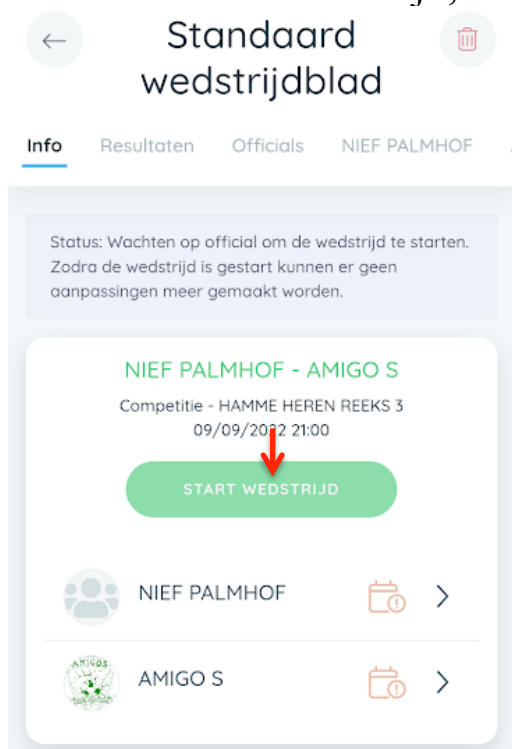 Standaard
wedstrijdblad
Info Resultaten Officials NIEF PALMHOF
Status: Wachten op official om de wedstrijd te starten.
Zodra de wedstrijd is gestart kunnen er geen
aanpassingen meer gemaakt worden.
NIEF PALMHOF - AMIGO S
Competitie - HAMME HEREN REEKS 3
09/09/2022 21:00
START WEDSTRIJD
NIEF PALMHOF
AMIGOS
AMIGO S